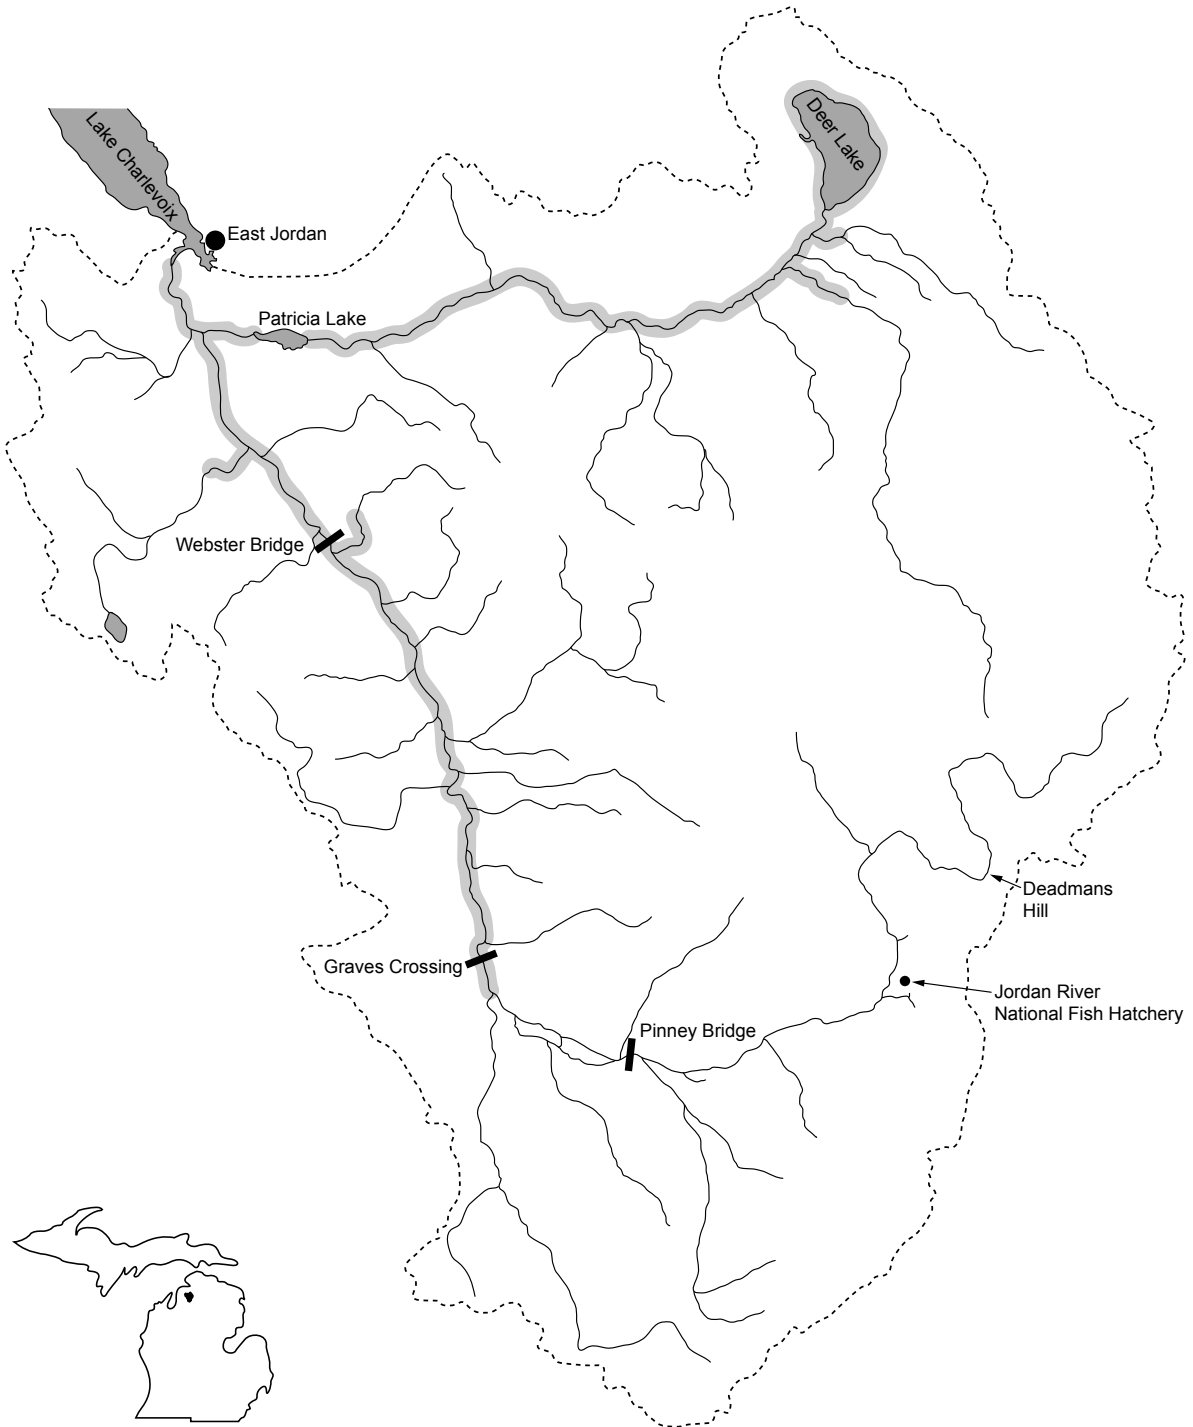 Deer Lake
Lake Charlevoix
East Jordan
Patricia Lake
Webster Bridge
Deadmans
Hill
Graves Crossing
Jordan River
National Fish Hatchery
Pinney Bridge